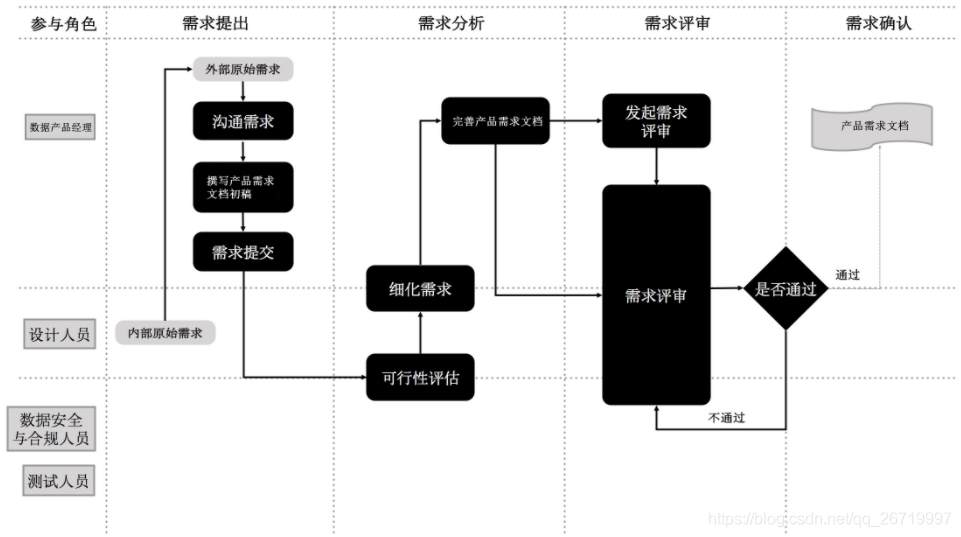 参与角色
需求提出
需求分析
需求评审
需求确认
数据产品经理
设计人员
数据安全
与合规人员
测试人员
外部原始需求
沟通需求
撰写产品需求
文档初稿
需求提交
内部原始需求
完善产品需求文档
细化需求
可行性评估
发起需求
评审
需求评审
是否通过
通过
不通过
产品需求文档
https://blog.csdn.net/qq_26719997